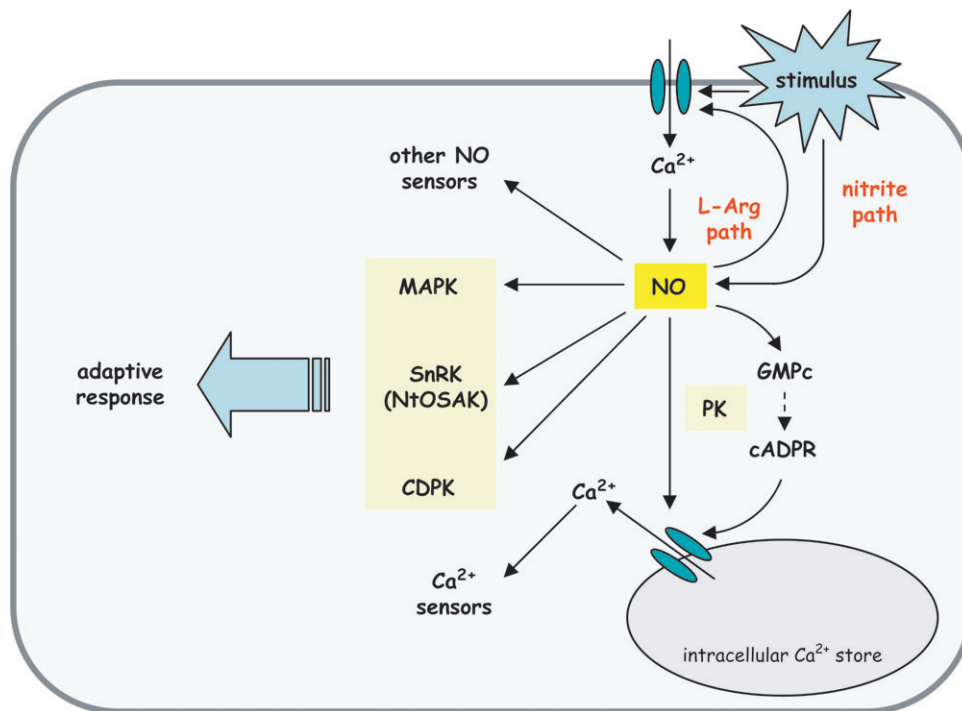 stimulus
Ca²⁺
other NO
sensors
L-Arg
path
nitrite
path
NO
MAPK
GMPc
SnRK
(NtOSAK)
adaptive
response
PK
cADPR
CDPK
Ca²⁺
Ca²⁺
sensors
intracellular Ca²⁺ store